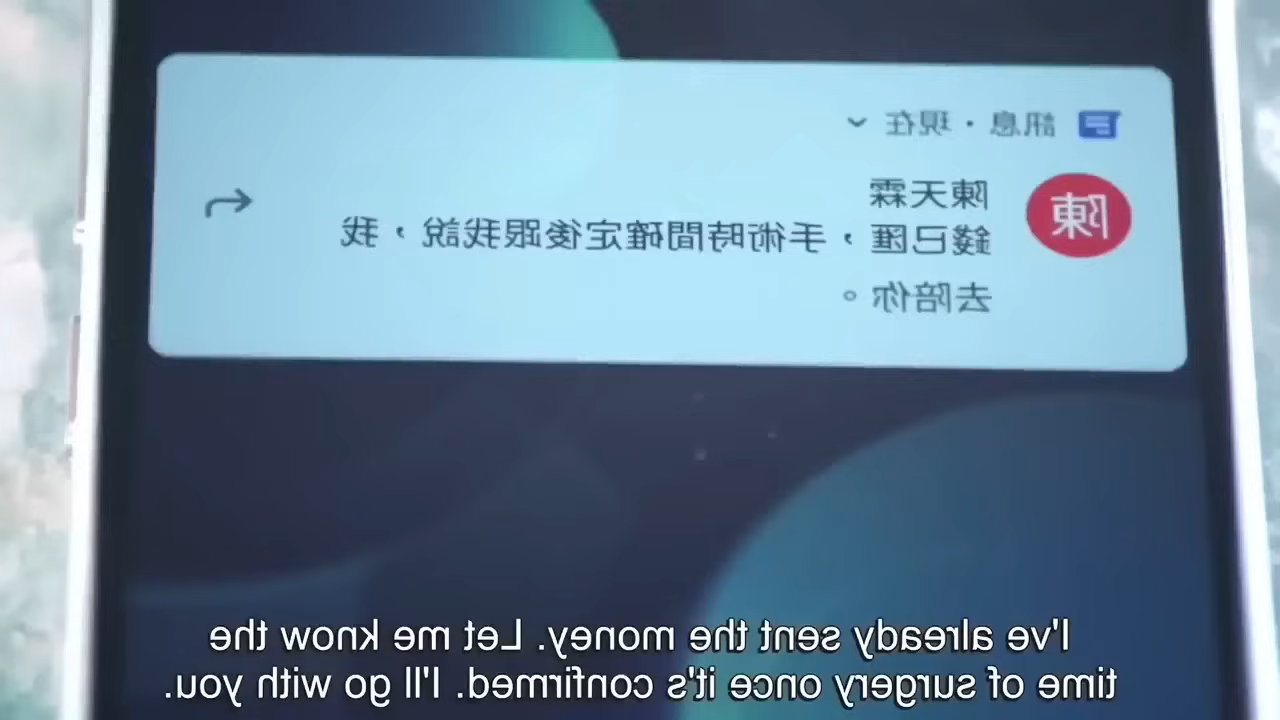 訊息・現在
陳
陳天霖
錢已匯，手術時間確定後跟我說，我
去陪你。
I've already sent the money. Let me know the
time of surgery once it's confirmed. I'll go with you.